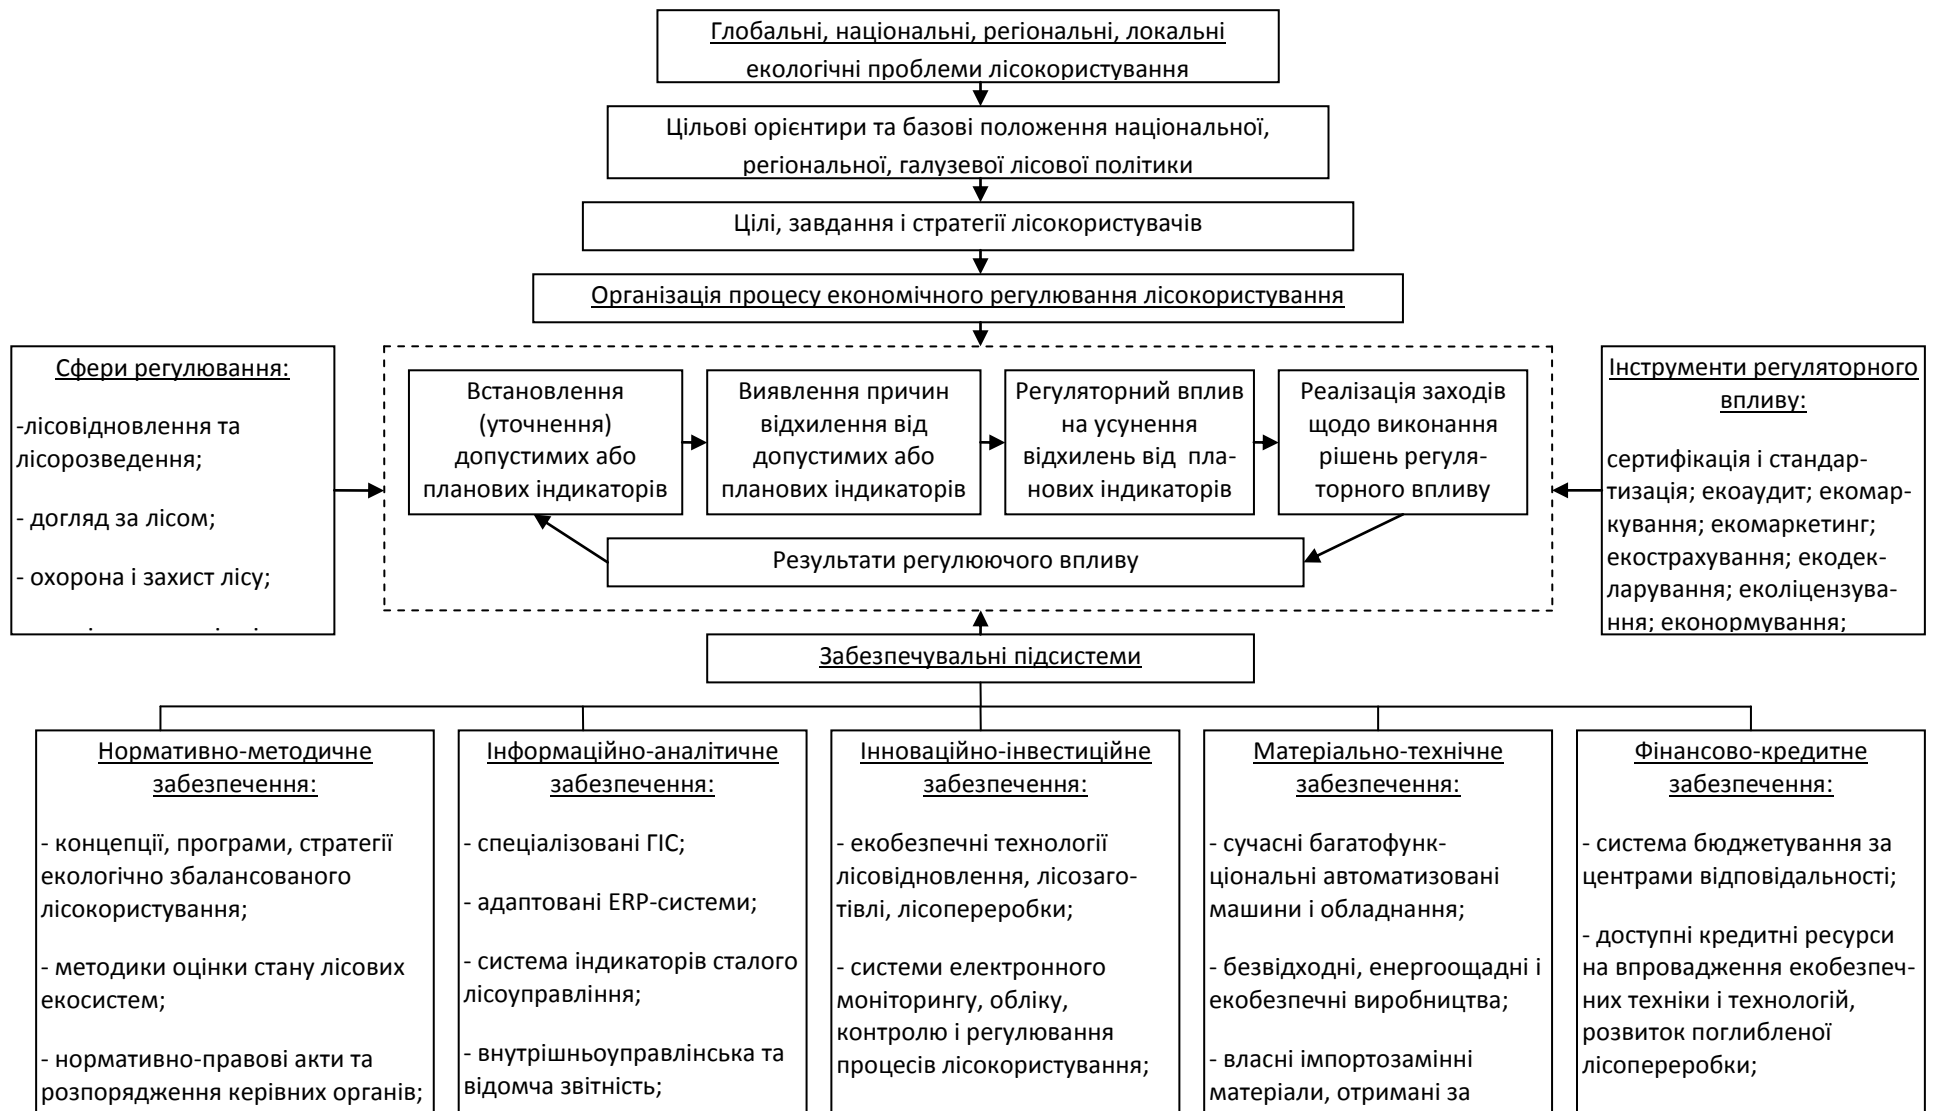 Глобальні, національні, регіональні, локальні
екологічні проблеми лісокористування
Цільові орієнтири та базові положення національної,
регіональної, галузевої лісової політики
Цілі, завдання і стратегії лісокористувачів
Організація процесу економічного регулювання лісокористування
Сфери регулювання:
-лісовідновлення та
лісорозведення;
- догляд за лісом;
- охорона і захист лісу;
Встановлення
(уточнення)
допустимих або
планових індикаторів
Виявлення причин
відхилення від
допустимих або
планових індикаторів
Регуляторний вплив
на усунення
відхилень від пла-
нових індикаторів
Реалізація заходів
щодо виконання
рішень регуля-
торного впливу
Результати регулюючого впливу
Інструменти регуляторного
впливу:
сертифікація і стандар-
тизація; екоаудит; екомар-
кування; екомаркетинг;
екострахування; екодек-
ларування; еколіцензува-
ння; еконормування;
Забезпечувальні підсистеми
Нормативно-методичне
забезпечення:
- концепції, програми, стратегії
екологічно збалансованого
лісокористування;
- методики оцінки стану лісових
екосистем;
- нормативно-правові акти та
розпорядження керівних органів;
Інформаційно-аналітичне
забезпечення:
- спеціалізовані ГІС;
- адаптовані ERP-системи;
- система індикаторів сталого
лісоуправління;
- внутрішньоуправлінська та
відомча звітність;
Інноваційно-інвестиційне
забезпечення:
- екобезпечні технології
лісовідновлення, лісозаго-
тівлі, лісопереробки;
- системи електронного
моніторингу, обліку,
контролю і регулювання
процесів лісокористування;
Матеріально-технічне
забезпечення:
- сучасні багатофунк-
ціональні автоматизовані
машини і обладнання;
- безвідходні, енергоощадні і
екобезпечні виробництва;
- власні імпортозамінні
матеріали, отримані за
Фінансово-кредитне
забезпечення:
- система бюджетування за
центрами відповідальності;
- доступні кредитні ресурси
на впровадження екобезпеч-
них техніки і технологій,
розвиток поглибленої
лісопереробки;